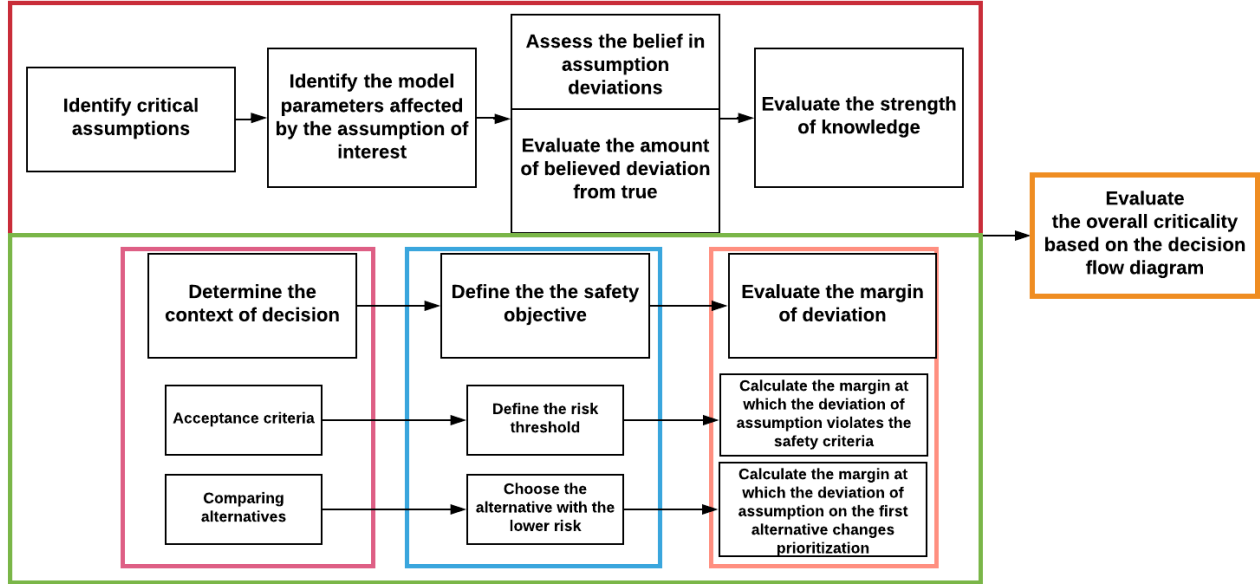 Identify critical
assumptions
Identify the model
parameters affected
by the assumption of
interest
Assess the belief in
assumption
deviations
Evaluate the amount
of believed deviation
from true
Evaluate the strength
of knowledge
Evaluate
the overall criticality
based on the decision
flow diagram
Determine the
context of decision
Define the the safety
objective
Evaluate the margin
of deviation
Acceptance criteria
Define the risk
threshold
Calculate the margin at
which the deviation of
assumption violates the
safety criteria
Comparing
alternatives
Choose the
alternative with the
lower risk
Calculate the margin at
which the deviation of
assumption on the first
alternative changes
prioritization